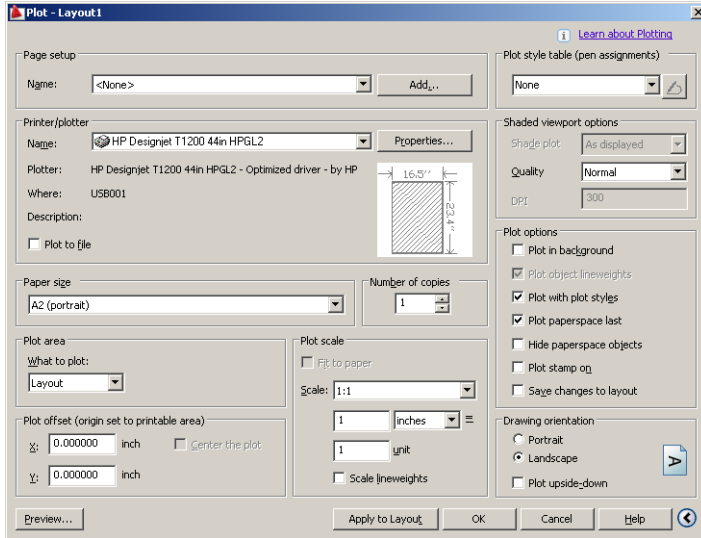 Plot - Layout1
Learn about Plotting
Page setup
Name: <None> Add...
Plot style table (pen assignments)
None
Printer/plotter
Name: HP Designjet T1200 44in HPGL2 Properties...
Plotter: HP Designjet T1200 44in HPGL2 - Optimized driver - by HP
Where: USB001
Description:
Plot to file
16.5''
23.4''
Shaded viewport options
Shade plot As displayed
Quality Normal
DPI 300
Paper size
A2 (portrait)
Number of copies
1
Plot options
Plot in background
Plot object lineweights
Plot with plot styles
Plot paperspace last
Hide paperspace objects
Plot stamp on
Save changes to layout
Plot area
What to plot:
Layout
Plot scale
Fit to paper
Scale: 1:1
1 inches =
1 unit
Scale lineweights
Plot offset (origin set to printable area)
X: 0.000000 inch Center the plot
Y: 0.000000 inch
Drawing orientation
Portrait
Landscape
Plot upside-down
A
Preview... Apply to Layout OK Cancel Help